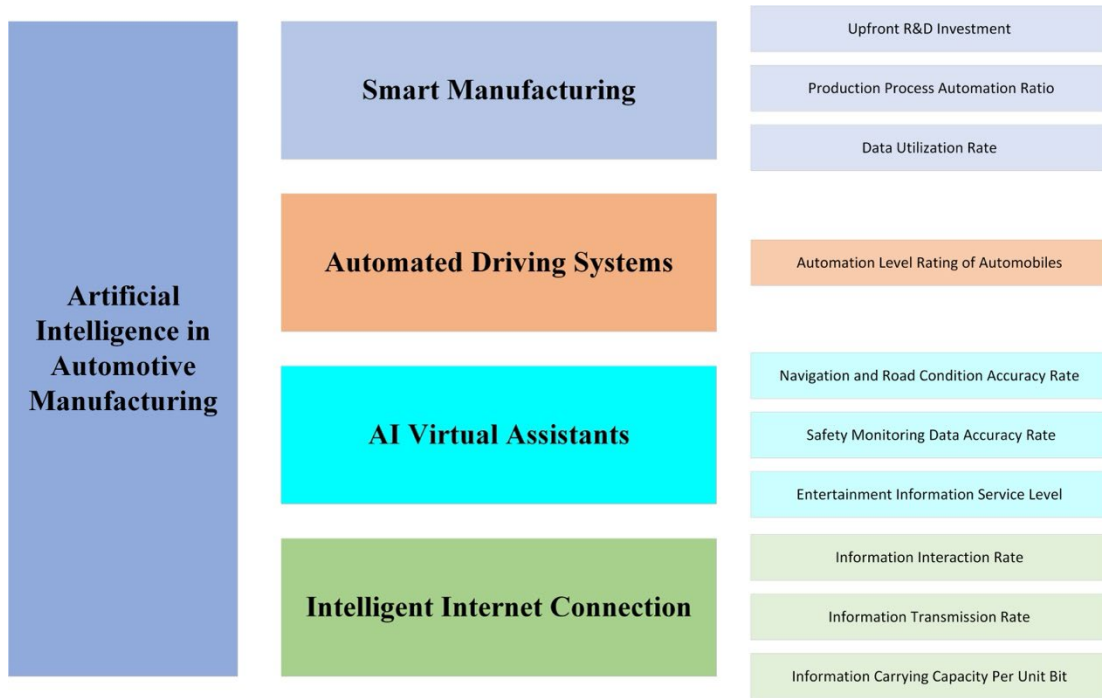 Artificial
Intelligence in
Automotive
Manufacturing
Smart Manufacturing
Upfront R&D Investment
Production Process Automation Ratio
Data Utilization Rate
Automated Driving Systems
Automation Level Rating of Automobiles
AI Virtual Assistants
Navigation and Road Condition Accuracy Rate
Safety Monitoring Data Accuracy Rate
Entertainment Information Service Level
Intelligent Internet Connection
Information Interaction Rate
Information Transmission Rate
Information Carrying Capacity Per Unit Bit